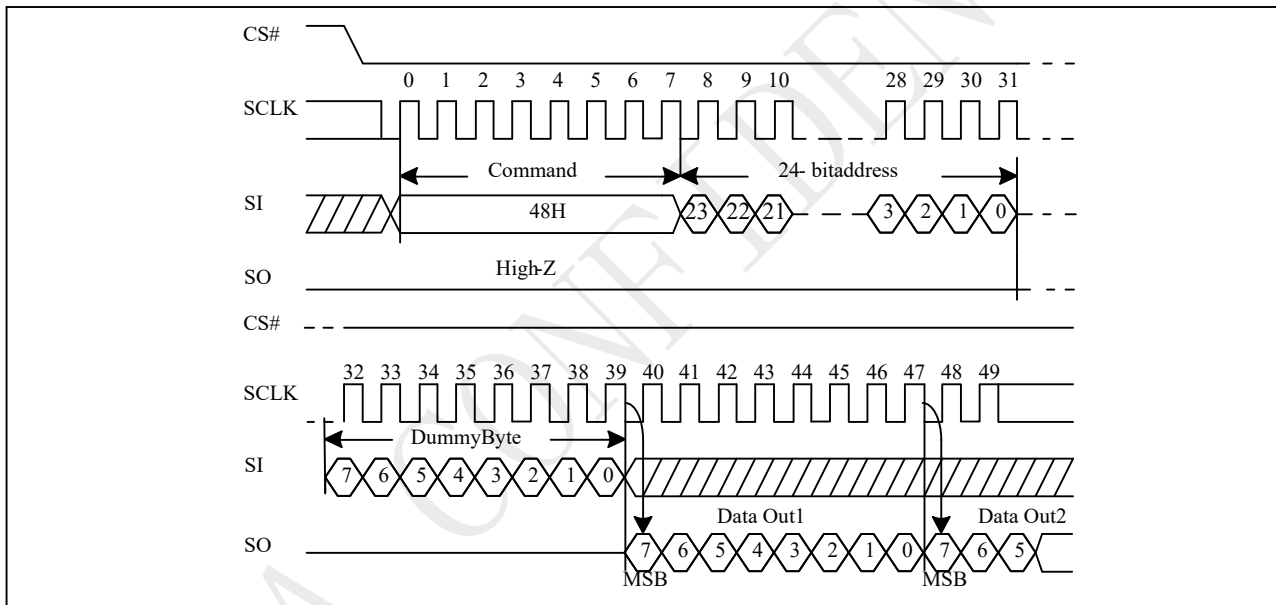 CS#
0 1 2 3 4 5 6 7 8 9 10 28 29 30 31
SCLK
Command 24- bitaddress
SI 48H 23 22 21 3 2 1 0
High-Z
SO
CS#
32 33 34 35 36 37 38 39 40 41 42 43 44 45 46 47 48 49
SCLK
DummyByte
SI 7 6 5 4 3 2 1 0
Data Out1 Data Out2
SO 7 6 5 4 3 2 1 0 7 6 5
MSB MSB
CONFIDEN
A